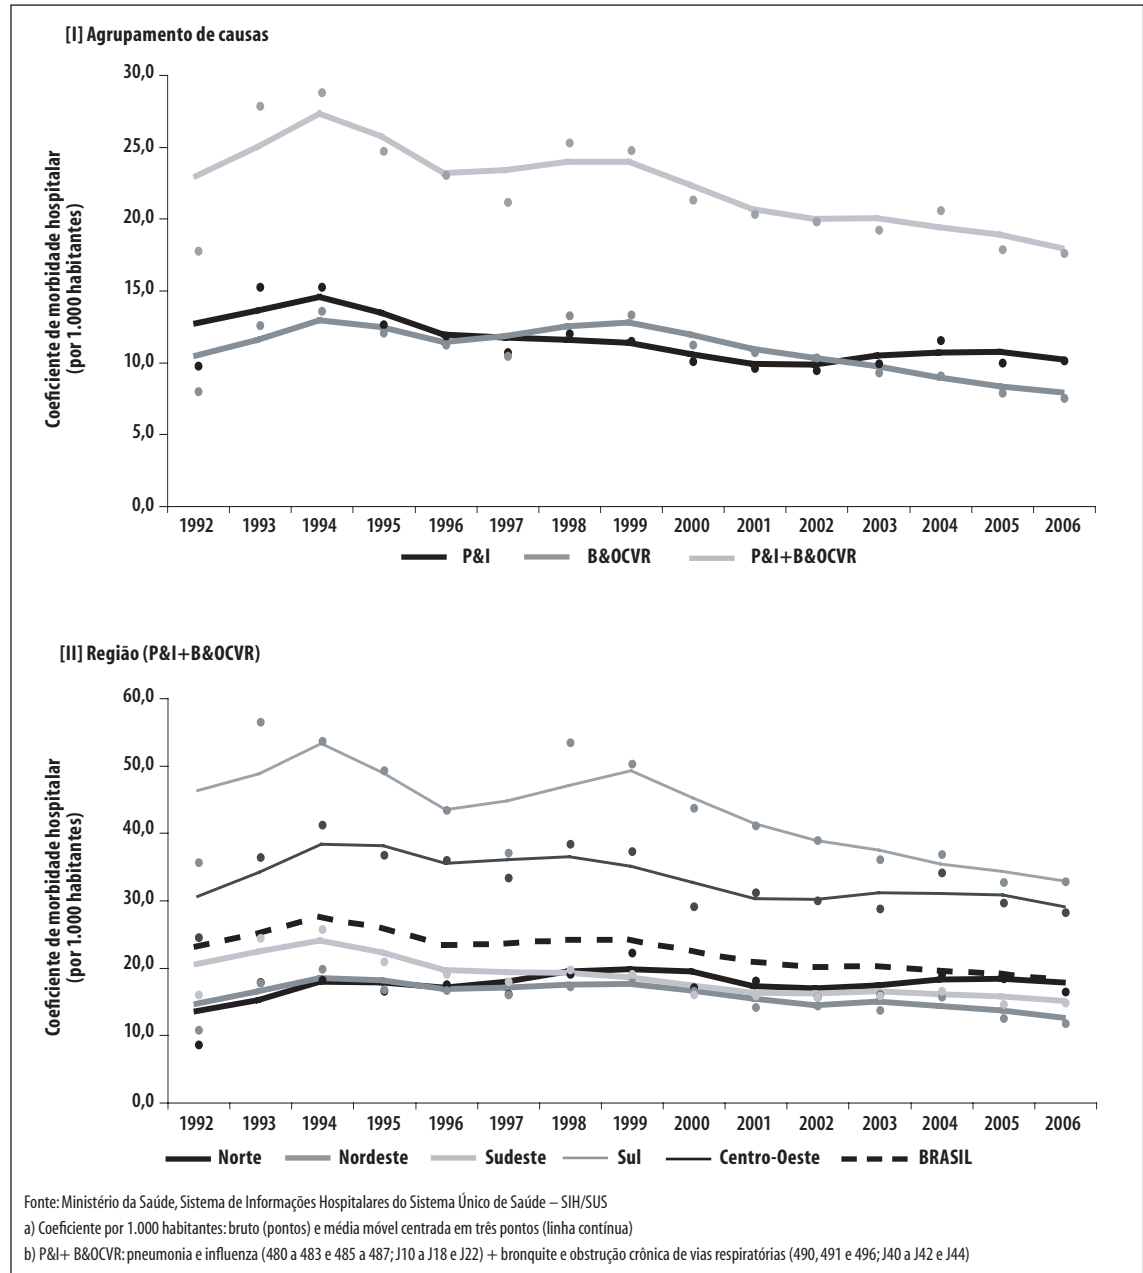 [I] Agrupamento de causas
Coeficiente de morbidade hospitalar
(por 1.000 habitantes)
30,0
25,0
20,0
15,0
10,0
5,0
0,0
1992 1993 1994 1995 1996 1997 1998 1999 2000 2001 2002 2003 2004 2005 2006
P&I B&OCVR P&I+B&OCVR
[II] Região (P&I+B&OCVR)
Coeficiente de morbidade hospitalar
(por 1.000 habitantes)
60,0
50,0
40,0
30,0
20,0
10,0
0,0
1992 1993 1994 1995 1996 1997 1998 1999 2000 2001 2002 2003 2004 2005 2006
Norte Nordeste Sudeste Sul Centro-Oeste BRASIL
Fonte: Ministério da Saúde, Sistema de Informações Hospitalares do Sistema Único de Saúde – SIH/SUS
a) Coeficiente por 1.000 habitantes: bruto (pontos) e média móvel centrada em três pontos (linha contínua)
b) P&I+ B&OCVR: pneumonia e influenza (480 a 483 e 485 a 487; J10 a J18 e J22) + bronquite e obstrução crônica de vias respiratórias (490, 491 e 496; J40 a J42 e J44)